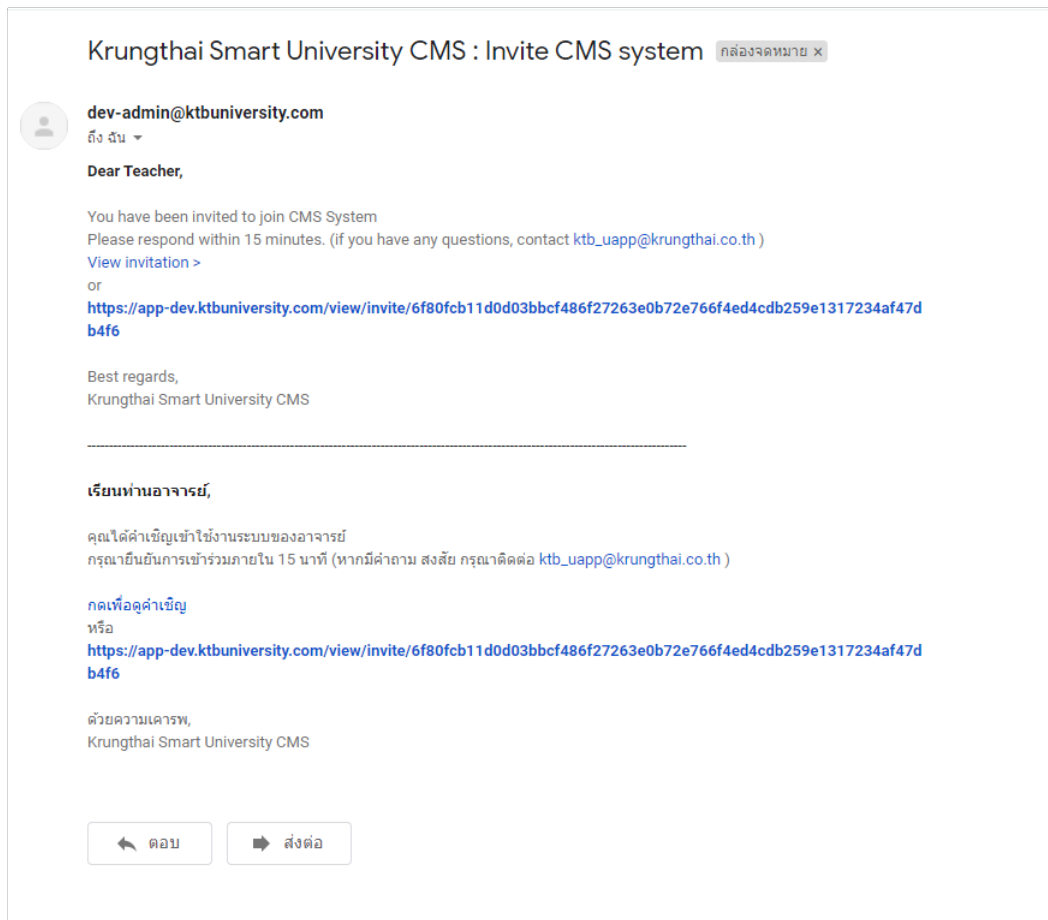 Krungthai Smart University CMS : Invite CMS system กล่องจดหมาย ×
dev-admin@ktbuniversity.com
ถึง ฉัน
Dear Teacher,
You have been invited to join CMS System
Please respond within 15 minutes. (if you have any questions, contact ktb_uapp@krungthai.co.th )
View invitation >
or
https://app-dev.ktbuniversity.com/view/invite/6f80fcb11d0d03bbcf486f27263e0b72e766f4ed4cdb259e1317234af47d
b4f6
Best regards,
Krungthai Smart University CMS
เรียนท่านอาจารย์,
คุณได้คำเชิญเข้าใช้งานระบบของอาจารย์
กรุณายืนยันการเข้าร่วมภายใน 15 นาที (หากมีคำถาม สงสัย กรุณาติดต่อ ktb_uapp@krungthai.co.th )
กดเพื่อดูคำเชิญ
หรือ
https://app-dev.ktbuniversity.com/view/invite/6f80fcb11d0d03bbcf486f27263e0b72e766f4ed4cdb259e1317234af47d
b4f6
ด้วยความเคารพ,
Krungthai Smart University CMS
ตอบ ส่งต่อ